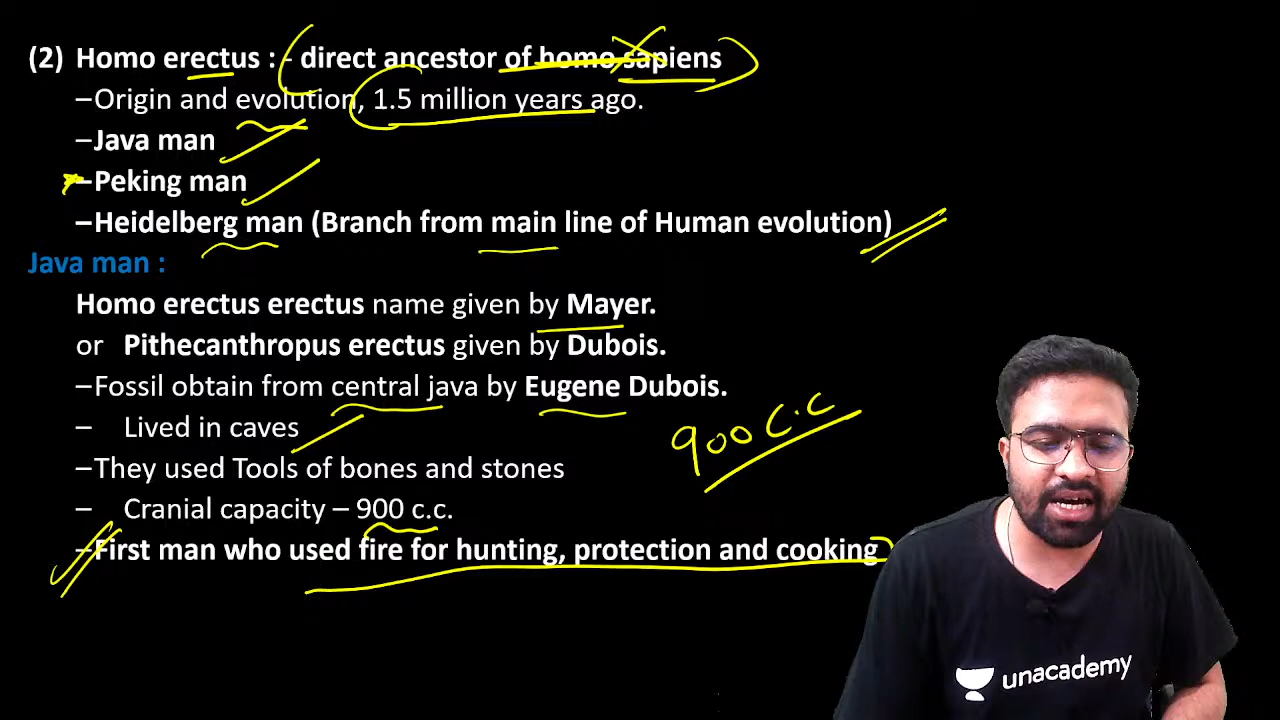 (2) Homo erectus : - direct ancestor of homo sapiens
–Origin and evolution, 1.5 million years ago.
–Java man
–Peking man
–Heidelberg man (Branch from main line of Human evolution)
Java man :
Homo erectus erectus name given by Mayer.
or Pithecanthropus erectus given by Dubois.
–Fossil obtain from central java by Eugene Dubois.
– Lived in caves
900 c.c
–They used Tools of bones and stones
– Cranial capacity – 900 c.c.
–First man who used fire for hunting, protection and cooking
unacademy